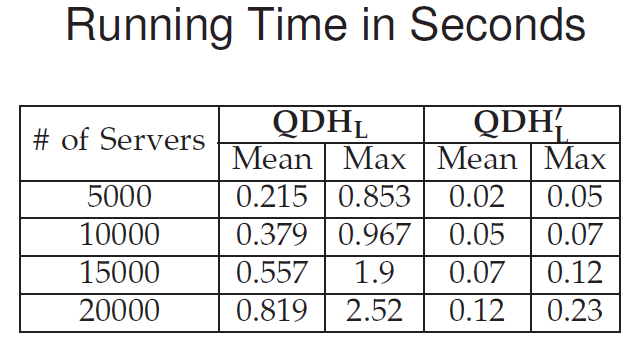 Running Time in Seconds
# of Servers QDH_L QDH′_L
Mean Max Mean Max
5000 0.215 0.853 0.02 0.05
10000 0.379 0.967 0.05 0.07
15000 0.557 1.9 0.07 0.12
20000 0.819 2.52 0.12 0.23